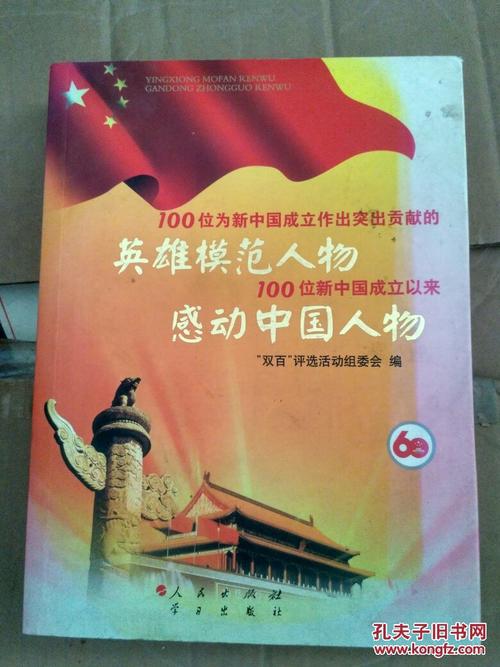 YINGXIONG MOFAN RENWU
GANDONG ZHONGGUO RENWU
100位为新中国成立作出突出贡献的
英雄模范人物
100位新中国成立以来
感动中国人物
"双百"评选活动组委会 编
60
人民出版社
学习出版社
孔夫子旧书网
www.kongfz.com